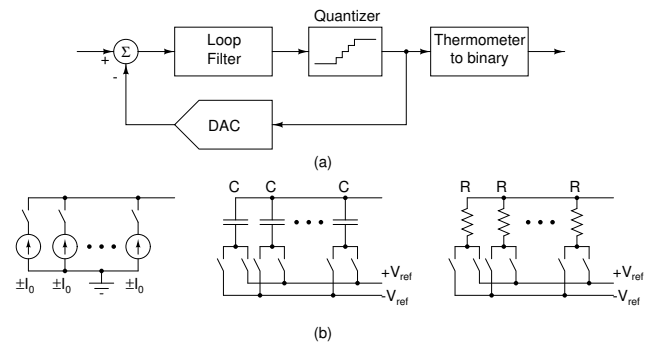 Quantizer
Loop
Filter
Thermometer
to binary
Σ
+
-
DAC
(a)
C C C
R R R
±I₀ ±I₀ ±I₀
+Vref
-Vref
+Vref
-Vref
(b)